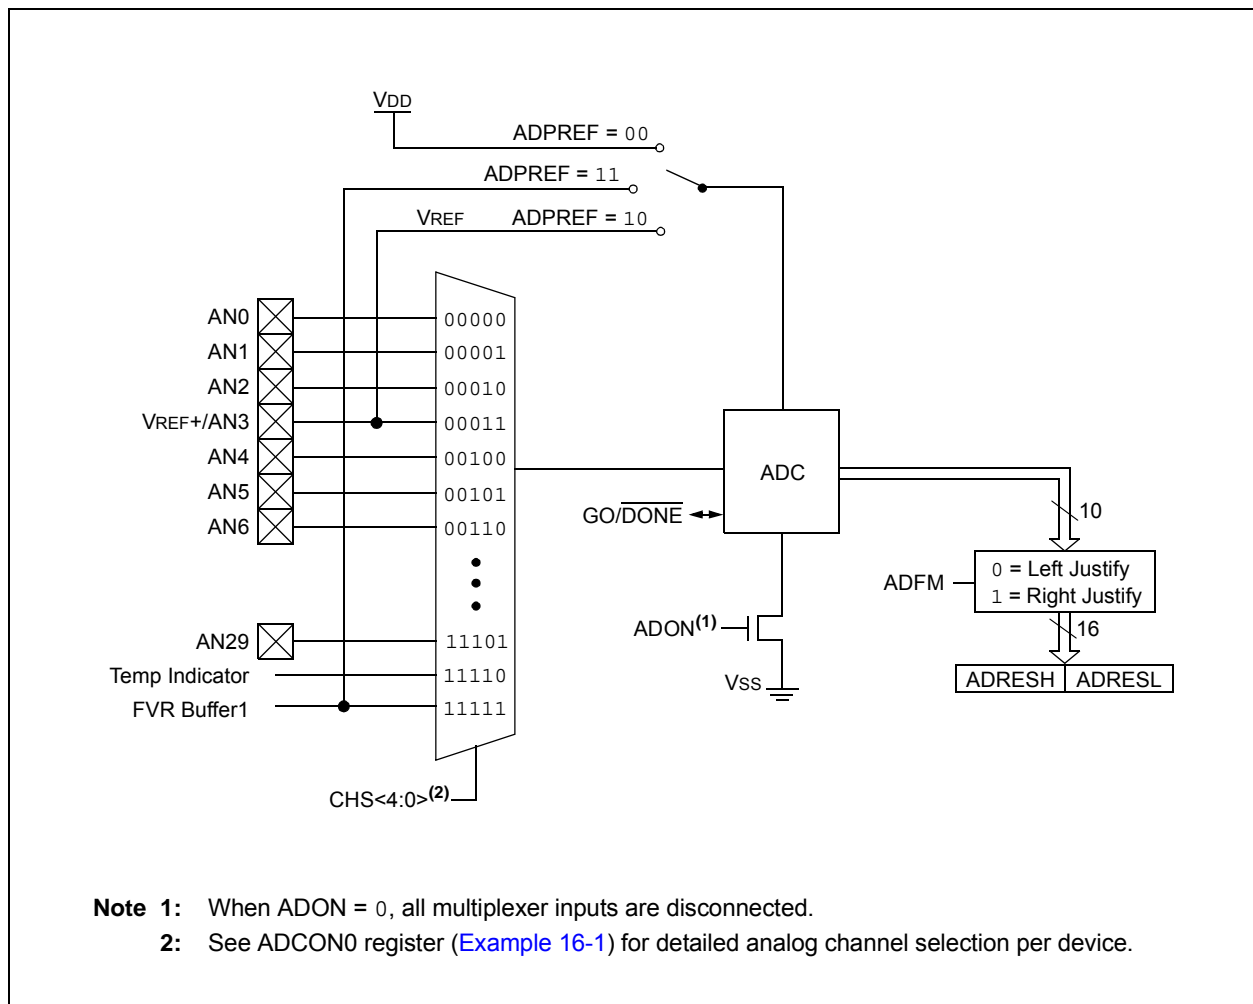 VDD
ADPREF = 00
ADPREF = 11
VREF ADPREF = 10
AN0 00000
AN1 00001
AN2 00010
VREF+/AN3 00011
AN4 00100
AN5 00101
AN6 00110
ADC
GO/DONE
10
ADFM
0 = Left Justify
1 = Right Justify
16
ADRESH ADRESL
ADON(1)
VSS
AN29 11101
Temp Indicator 11110
FVR Buffer1 11111
CHS<4:0>(2)
Note 1: When ADON = 0, all multiplexer inputs are disconnected.
2: See ADCON0 register (Example 16-1) for detailed analog channel selection per device.